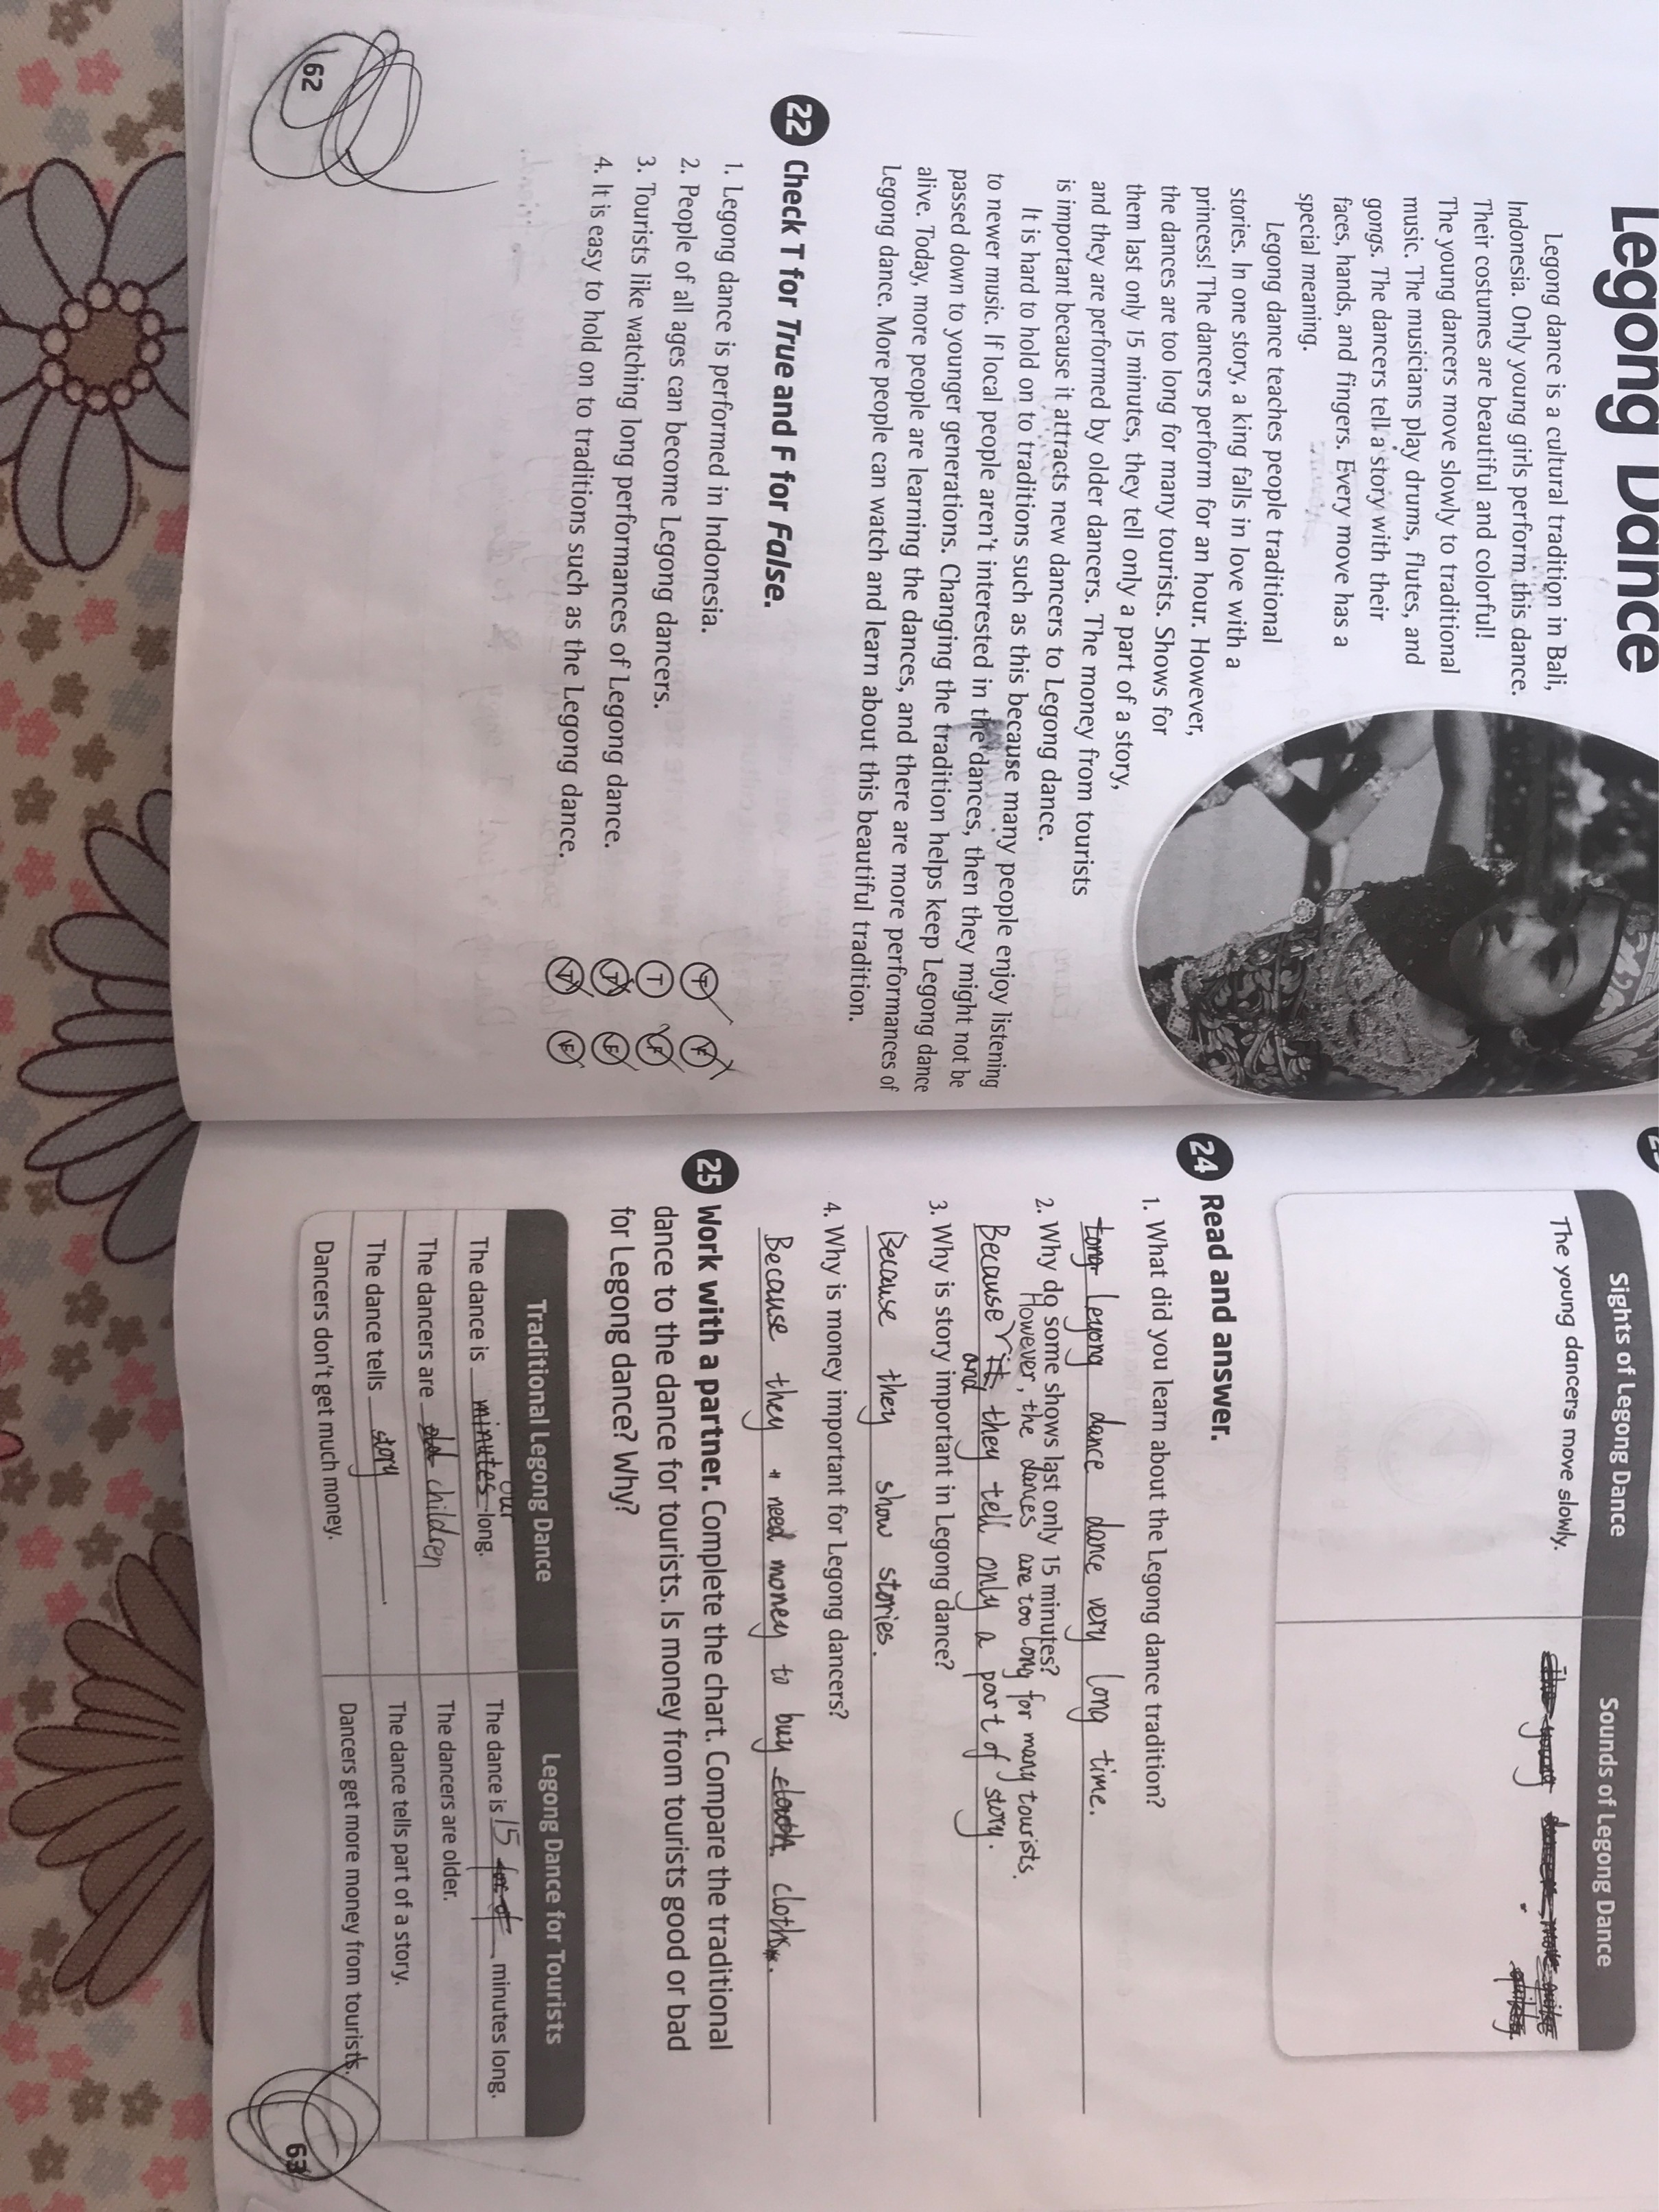 Legong Dance
Legong dance is a cultural tradition in Bali,
Indonesia. Only young girls perform this dance.
Their costumes are beautiful and colorful!
The young dancers move slowly to traditional
music. The musicians play drums, flutes, and
gongs. The dancers tell a story with their
faces, hands, and fingers. Every move has a
special meaning.
Legong dance teaches people traditional
stories. In one story, a king falls in love with a
princess! The dancers perform for an hour. However,
the dances are too long for many tourists. Shows for
them last only 15 minutes, they tell only a part of a story,
and they are performed by older dancers. The money from tourists
is important because it attracts new dancers to Legong dance.
It is hard to hold on to traditions such as this because many people enjoy listening
to newer music. If local people aren't interested in the dances, then they might not be
passed down to younger generations. Changing the tradition helps keep Legong dance
alive. Today, more people are learning the dances, and there are more performances of
Legong dance. More people can watch and learn about this beautiful tradition.
22 Check T for True and F for False.
1. Legong dance is performed in Indonesia. T F
2. People of all ages can become Legong dancers. T F
3. Tourists like watching long performances of Legong dance. T F
4. It is easy to hold on to traditions such as the Legong dance. T F
62
Sights of Legong Dance Sounds of Legong Dance
The young dancers move slowly.
24 Read and answer.
1. What did you learn about the Legong dance tradition?
Legong dance dance very long time.
2. Why do some shows last only 15 minutes?
However, the dances are too long for many tourists.
Because it, they tell only a part of story.
and
3. Why is story important in Legong dance?
Because they show stories.
4. Why is money important for Legong dancers?
Because they need money to buy cloths.
25 Work with a partner. Complete the chart. Compare the traditional
dance to the dance for tourists. Is money from tourists good or bad
for Legong dance? Why?
Traditional Legong Dance Legong Dance for Tourists
our
The dance is minutes long. The dance is 15 minutes long.
The dancers are old children The dancers are older.
The dance tells story. The dance tells part of a story.
Dancers don't get much money. Dancers get more money from tourists.
63